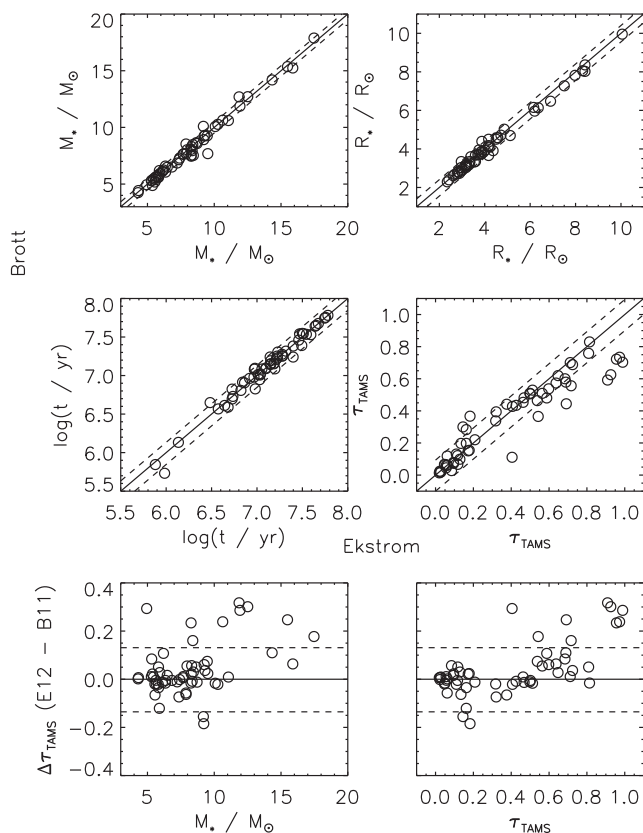 20
15
10
5
M* / M⊙
5 10 15 20
M* / M⊙
10
8
6
4
2
R* / R⊙
2 4 6 8 10
R* / R⊙
Brott
8.0
7.5
7.0
6.5
6.0
5.5
log(t / yr)
5.5 6.0 6.5 7.0 7.5 8.0
log(t / yr)
1.0
0.8
0.6
0.4
0.2
0.0
τTAMS
0.0 0.2 0.4 0.6 0.8 1.0
τTAMS
Ekstrom
0.4
0.2
0.0
−0.2
−0.4
ΔτTAMS (E12 − B11)
5 10 15 20
M* / M⊙
0.0 0.2 0.4 0.6 0.8 1.0
τTAMS